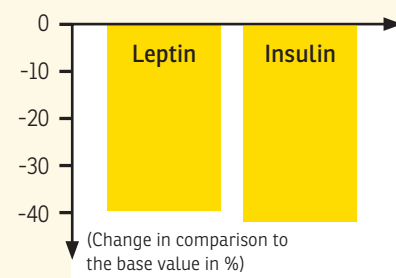 0
Leptin Insulin
-10
-20
-30
-40
(Change in comparison to
the base value in %)